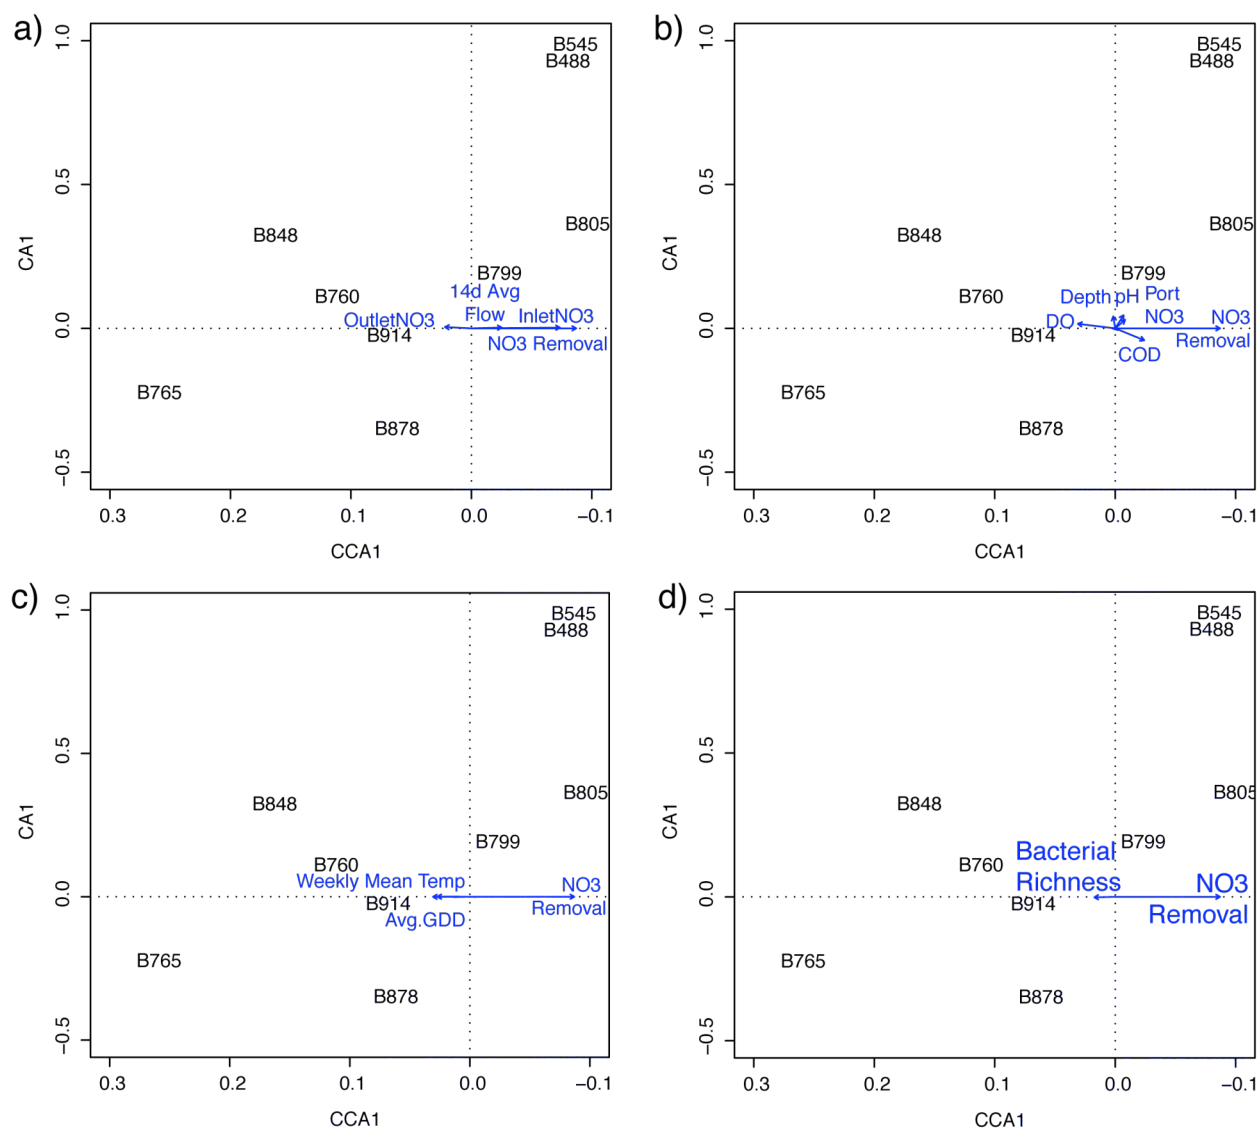 a)
1.0
0.5
0.0
−0.5
CA1
B545
B488
B805
B848
B799
B760
14d Avg
Flow
InletNO3
OutletNO3
B914
NO3 Removal
B765
B878
0.3
0.2
0.1
0.0
−0.1
CCA1
b)
1.0
0.5
0.0
−0.5
CA1
B545
B488
B805
B848
B799
B760
Depth pH Port
NO3
NO3
DO
B914
Removal
COD
B765
B878
0.3
0.2
0.1
0.0
−0.1
CCA1
c)
1.0
0.5
0.0
−0.5
CA1
B545
B488
B805
B848
B799
B760
Weekly Mean Temp
NO3
B914
Removal
Avg.GDD
B765
B878
0.3
0.2
0.1
0.0
−0.1
CCA1
d)
1.0
0.5
0.0
−0.5
CA1
B545
B488
B805
B848
B799
B760
Bacterial
Richness
NO3
B914
Removal
B765
B878
0.3
0.2
0.1
0.0
−0.1
CCA1